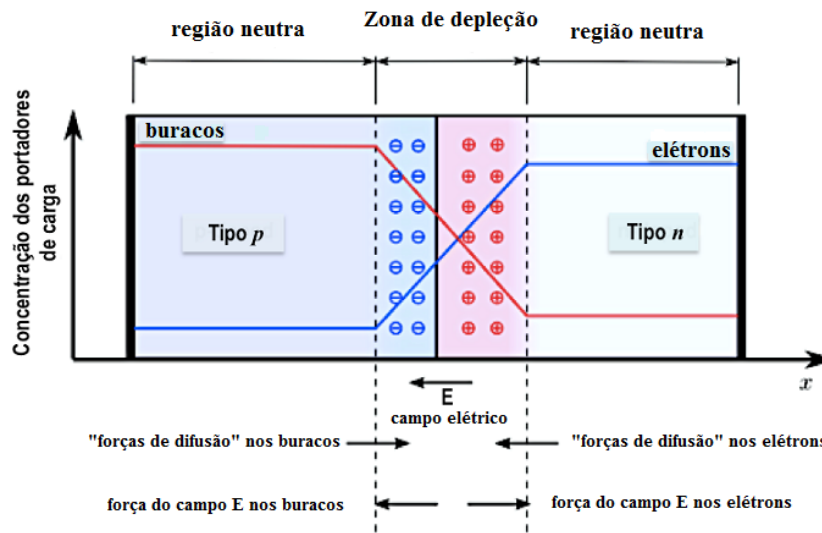 região neutra
Zona de depleção
região neutra
buracos
elétrons
Concentração dos portadores
de carga
Tipo p
Tipo n
x
E
campo elétrico
"forças de difusão" nos buracos
"forças de difusão" nos elétrons
força do campo E nos buracos
força do campo E nos elétrons